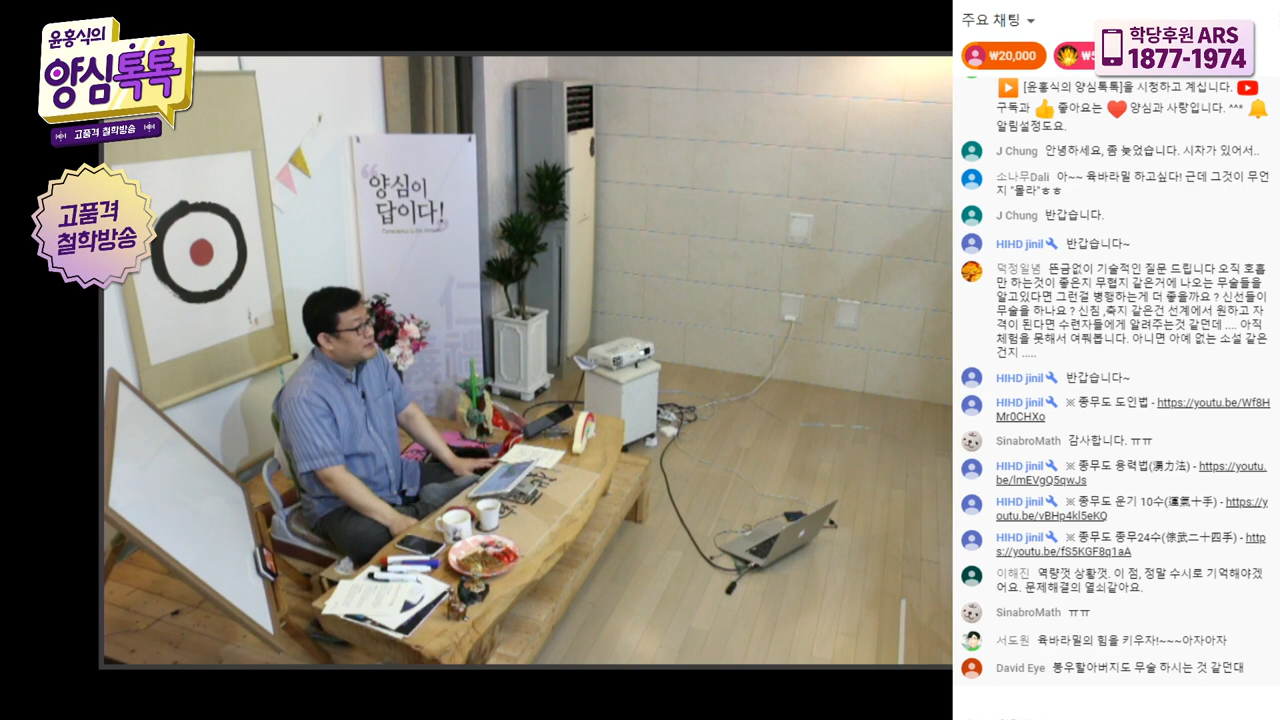 윤홍식의
양심톡톡
고품격 철학방송
고품격
철학방송
양심이
답이다!
주요 채팅
₩20,000
학당후원 ARS
1877-1974
[윤홍식의 양심톡톡]을 시청하고 계십니다.
구독과 👍 좋아요는 ❤️ 양심과 사랑입니다. ^^* 🔔
알림설정도요.
J Chung 안녕하세요, 좀 늦었습니다. 시차가 있어서..
소나무Dali 아~~ 육바라밀 하고싶다! 근데 그것이 무언
지 "몰라"ㅎㅎ
J Chung 반갑습니다.
HIHD jinil 반갑습니다~
덕정일념 뜬금없이 기술적인 질문 드립니다 오직 호흡
만 하는것이 좋은지 무협지 같은거에 나오는 무술들을
알고있다면 그런걸 병행하는게 더 좋을까요 ? 신선들이
무술을 하나요 ? 신침 ,축지 같은건 선계에서 원하고 자
격이 된다면 수련자들에게 알려주는것 같던데 .... 아직
체험을 못해서 여쭤봅니다. 아니면 아예 없는 소설 같은
건지 .....
HIHD jinil 반갑습니다~
HIHD jinil ※ 종무도 도인법 - https://youtu.be/Wf8H
Mr0CHXo
SinabroMath 감사합니다. ㅠㅠ
HIHD jinil ※ 종무도 용력법(湧力法) - https://youtu.
be/lmEVgQ5qwJs
HIHD jinil ※ 종무도 운기 10수(運氣十手) - https://y
outu.be/vBHp4kl5eKQ
HIHD jinil ※ 종무도 종무24수(倧武二十四手) - http
s://youtu.be/fS5KGF8q1aA
이해진 역량껏 상황껏. 이 점, 정말 수시로 기억해야겠
어요. 문제해결의 열쇠같아요.
SinabroMath ㅠㅠ
서도원 육바라밀의 힘을 키우자!~~~아자아자
David Eye 봉우할아버지도 무술 하시는 것 같던대